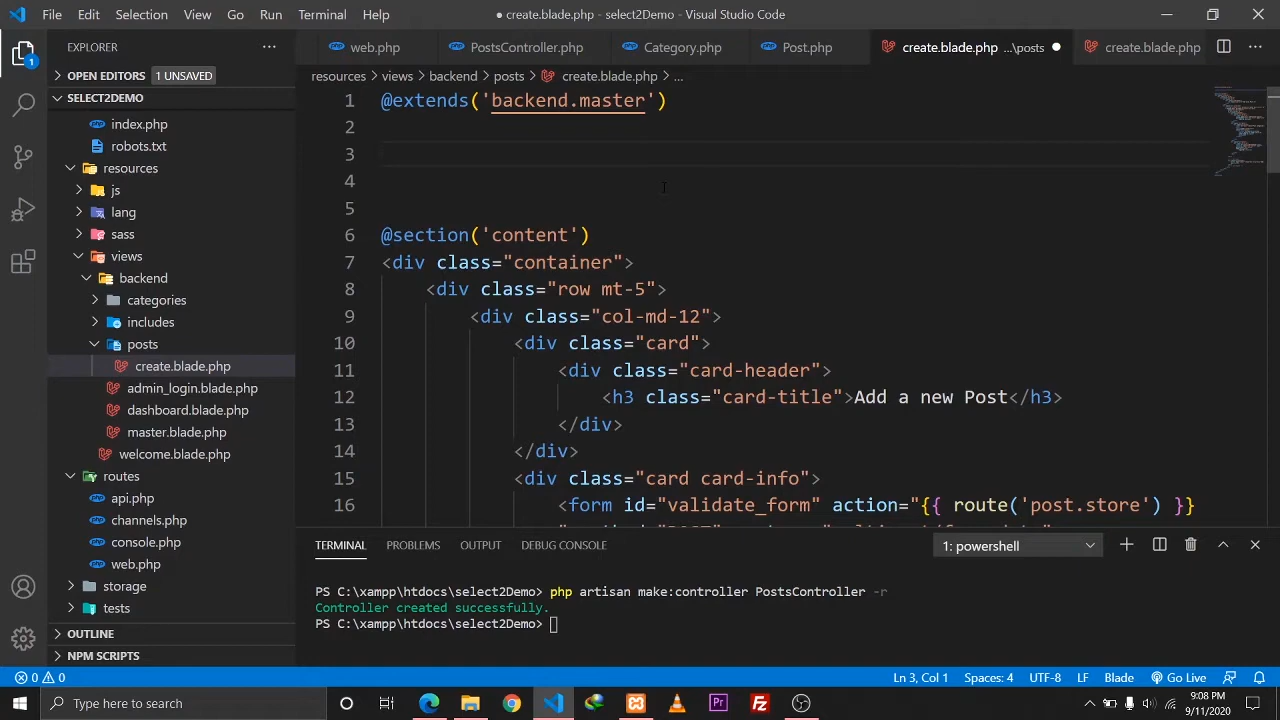 File Edit Selection View Go Run Terminal Help
create.blade.php - select2Demo - Visual Studio Code
EXPLORER
web.php PostsController.php Category.php Post.php create.blade.php ...\posts create.blade.php
OPEN EDITORS 1 UNSAVED
resources views backend posts create.blade.php ...
SELECT2DEMO
index.php
robots.txt
resources
js
lang
sass
views
backend
categories
includes
posts
create.blade.php
admin_login.blade.php
dashboard.blade.php
master.blade.php
welcome.blade.php
routes
api.php
channels.php
console.php
web.php
storage
tests
OUTLINE
NPM SCRIPTS
1 @extends('backend.master')
2
3
4
5
6 @section('content')
7 <div class="container">
8 <div class="row mt-5">
9 <div class="col-md-12">
10 <div class="card">
11 <div class="card-header">
12 <h3 class="card-title">Add a new Post</h3>
13 </div>
14 </div>
15 <div class="card card-info">
16 <form id="validate_form" action="{{ route('post.store') }}
TERMINAL PROBLEMS OUTPUT DEBUG CONSOLE 1: powershell
PS C:\xampp\htdocs\select2Demo> php artisan make:controller PostsController -r
Controller created successfully.
PS C:\xampp\htdocs\select2Demo>
0 0 Ln 3, Col 1 Spaces: 4 UTF-8 LF Blade Go Live
Type here to search
9:08 PM
9/11/2020